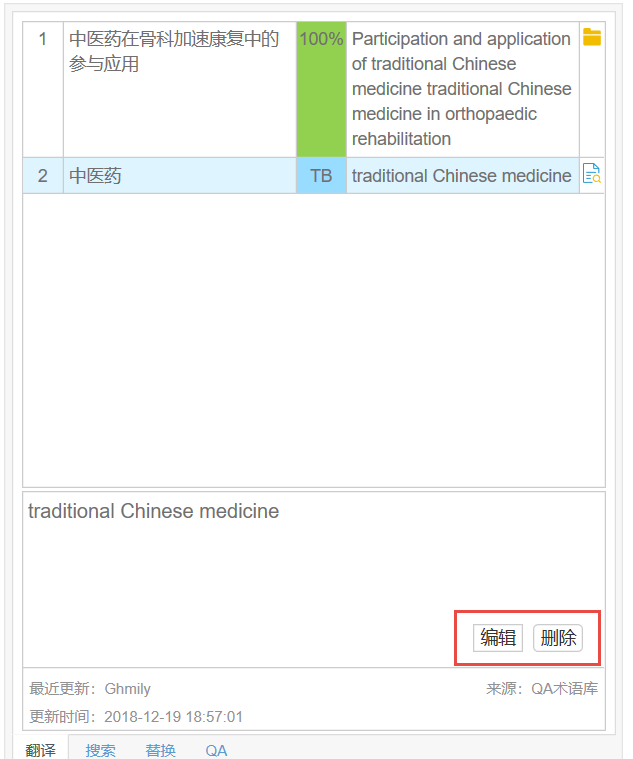 1 中医药在骨科加速康复中的 100% Participation and application
参与应用 of traditional Chinese
medicine traditional Chinese
medicine in orthopaedic
rehabilitation
2 中医药 TB traditional Chinese medicine
traditional Chinese medicine
编辑 删除
最近更新：Ghmily 来源：QA术语库
更新时间：2018-12-19 18:57:01
翻译 搜索 替换 QA